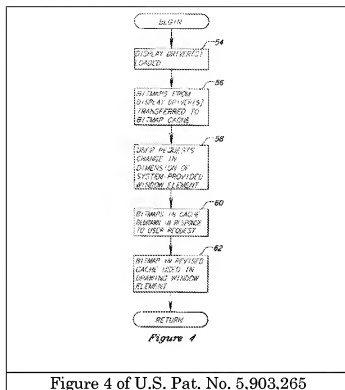 BEGIN
54
DISPLAY DRIVER(S)
LOADED
56
BITMAPS FROM
DISPLAY DRIVER(S)
TRANSFERRED TO
BITMAP CACHE
58
USER REQUESTS
CHANGE IN
DIMENSION OF
SYSTEM-PROVIDED
WINDOW ELEMENT
60
BITMAPS IN CACHE
REDRAWN IN RESPONSE
TO USER REQUEST
62
BITMAP IN REVISED
CACHE USED IN
DRAWING WINDOW
ELEMENT
RETURN
Figure 4
Figure 4 of U.S. Pat. No. 5,903,265